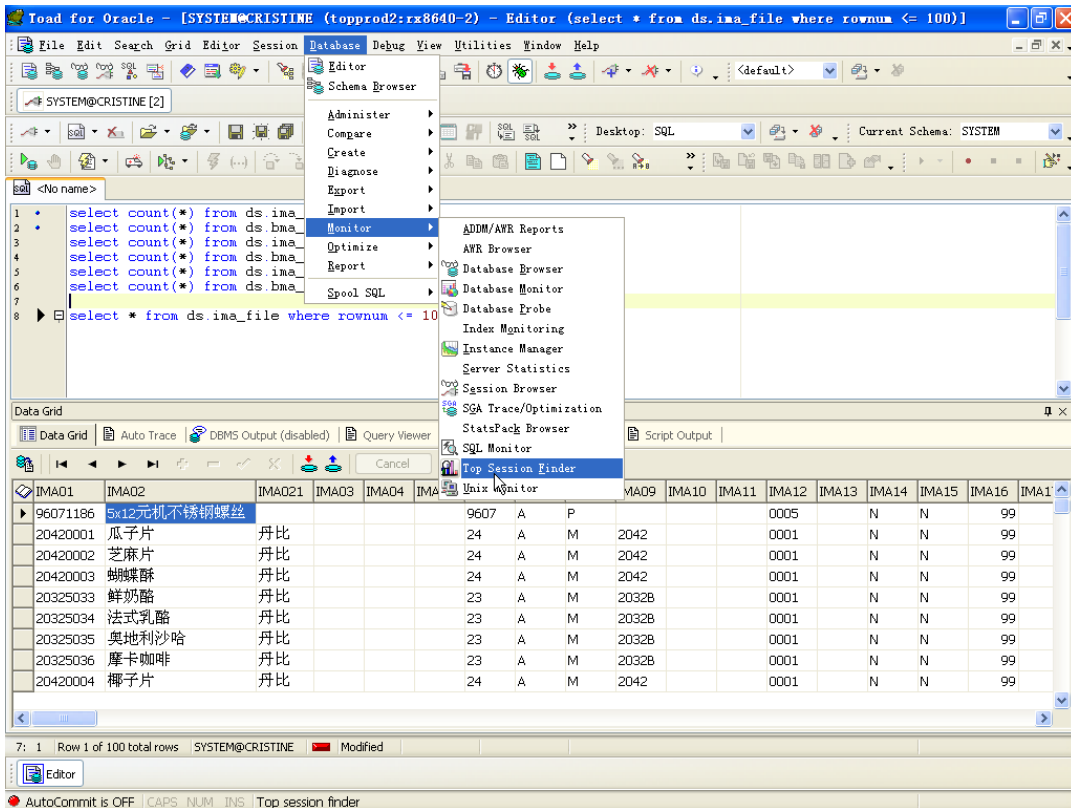 Toad for Oracle - [SYSTEM@CRISTINE (topprod2:rx8640-2) - Editor (select * from ds.ima_file where rownum <= 100)]
File Edit Search Grid Editor Session Database Debug View Utilities Window Help
<default>
SYSTEM@CRISTINE [2]
Desktop: SQL Current Schema: SYSTEM
<No name>
1 select count(*) from ds.ima_
2 select count(*) from ds.bma_
3 select count(*) from ds.ima_
4 select count(*) from ds.bma_
5 select count(*) from ds.ima_
6 select count(*) from ds.bma_
7
8 select * from ds.ima_file where rownum <= 10
Editor
Schema Browser
Administer
Compare
Create
Diagnose
Export
Import
Monitor
Optimize
Report
Spool SQL
ADDM/AWR Reports
AWR Browser
Database Browser
Database Monitor
Database Probe
Index Monitoring
Instance Manager
Server Statistics
Session Browser
SGA Trace/Optimization
StatsPack Browser
SQL Monitor
Top Session Finder
Unix Monitor
Data Grid
Data Grid Auto Trace DBMS Output (disabled) Query Viewer Script Output
Cancel
IMA01 IMA02 IMA021 IMA03 IMA04 IMA MA09 IMA10 IMA11 IMA12 IMA13 IMA14 IMA15 IMA16 IMA1
96071186 5x12元机不锈钢螺丝 9607 A P 0005 N N 99
20420001 瓜子片 丹比 24 A M 2042 0001 N N 99
20420002 芝麻片 丹比 24 A M 2042 0001 N N 99
20420003 蝴蝶酥 丹比 24 A M 2042 0001 N N 99
20325033 鲜奶酪 丹比 23 A M 2032B 0001 N N 99
20325034 法式乳酪 丹比 23 A M 2032B 0001 N N 99
20325035 奥地利沙哈 丹比 23 A M 2032B 0001 N N 99
20325036 摩卡咖啡 丹比 23 A M 2032B 0001 N N 99
20420004 椰子片 丹比 24 A M 2042 0001 N N 99
7: 1 Row 1 of 100 total rows SYSTEM@CRISTINE Modified
Editor
AutoCommit is OFF CAPS NUM INS Top session finder